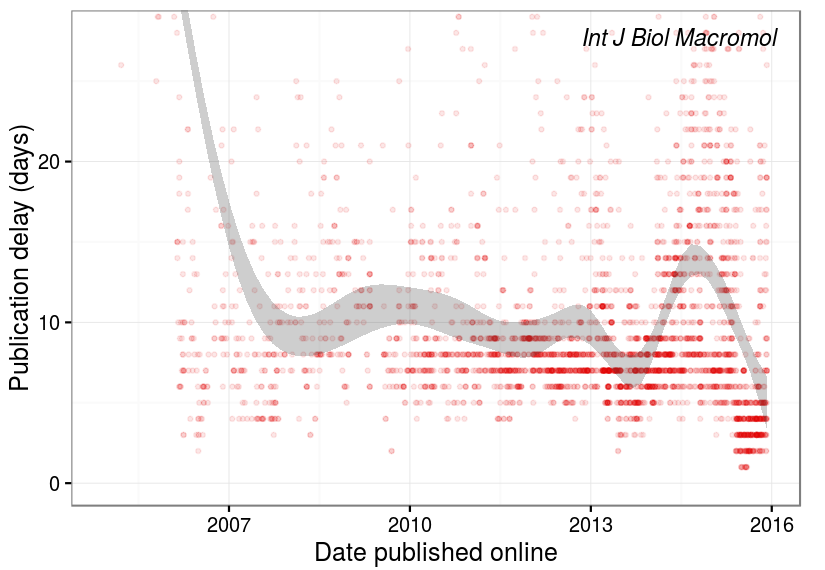 Int J Biol Macromol
Publication delay (days)
20
10
0
2007 2010 2013 2016
Date published online